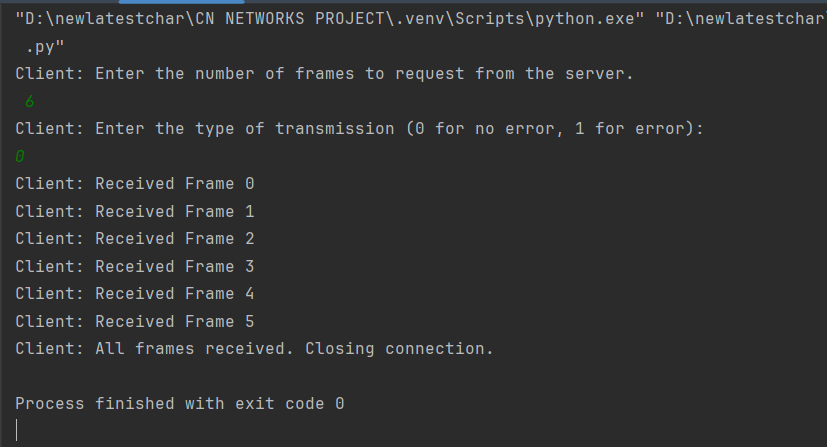 "D:\newlatestchar\CN NETWORKS PROJECT\.venv\Scripts\python.exe" "D:\newlatestchar
.py"
Client: Enter the number of frames to request from the server.
6
Client: Enter the type of transmission (0 for no error, 1 for error):
0
Client: Received Frame 0
Client: Received Frame 1
Client: Received Frame 2
Client: Received Frame 3
Client: Received Frame 4
Client: Received Frame 5
Client: All frames received. Closing connection.
Process finished with exit code 0